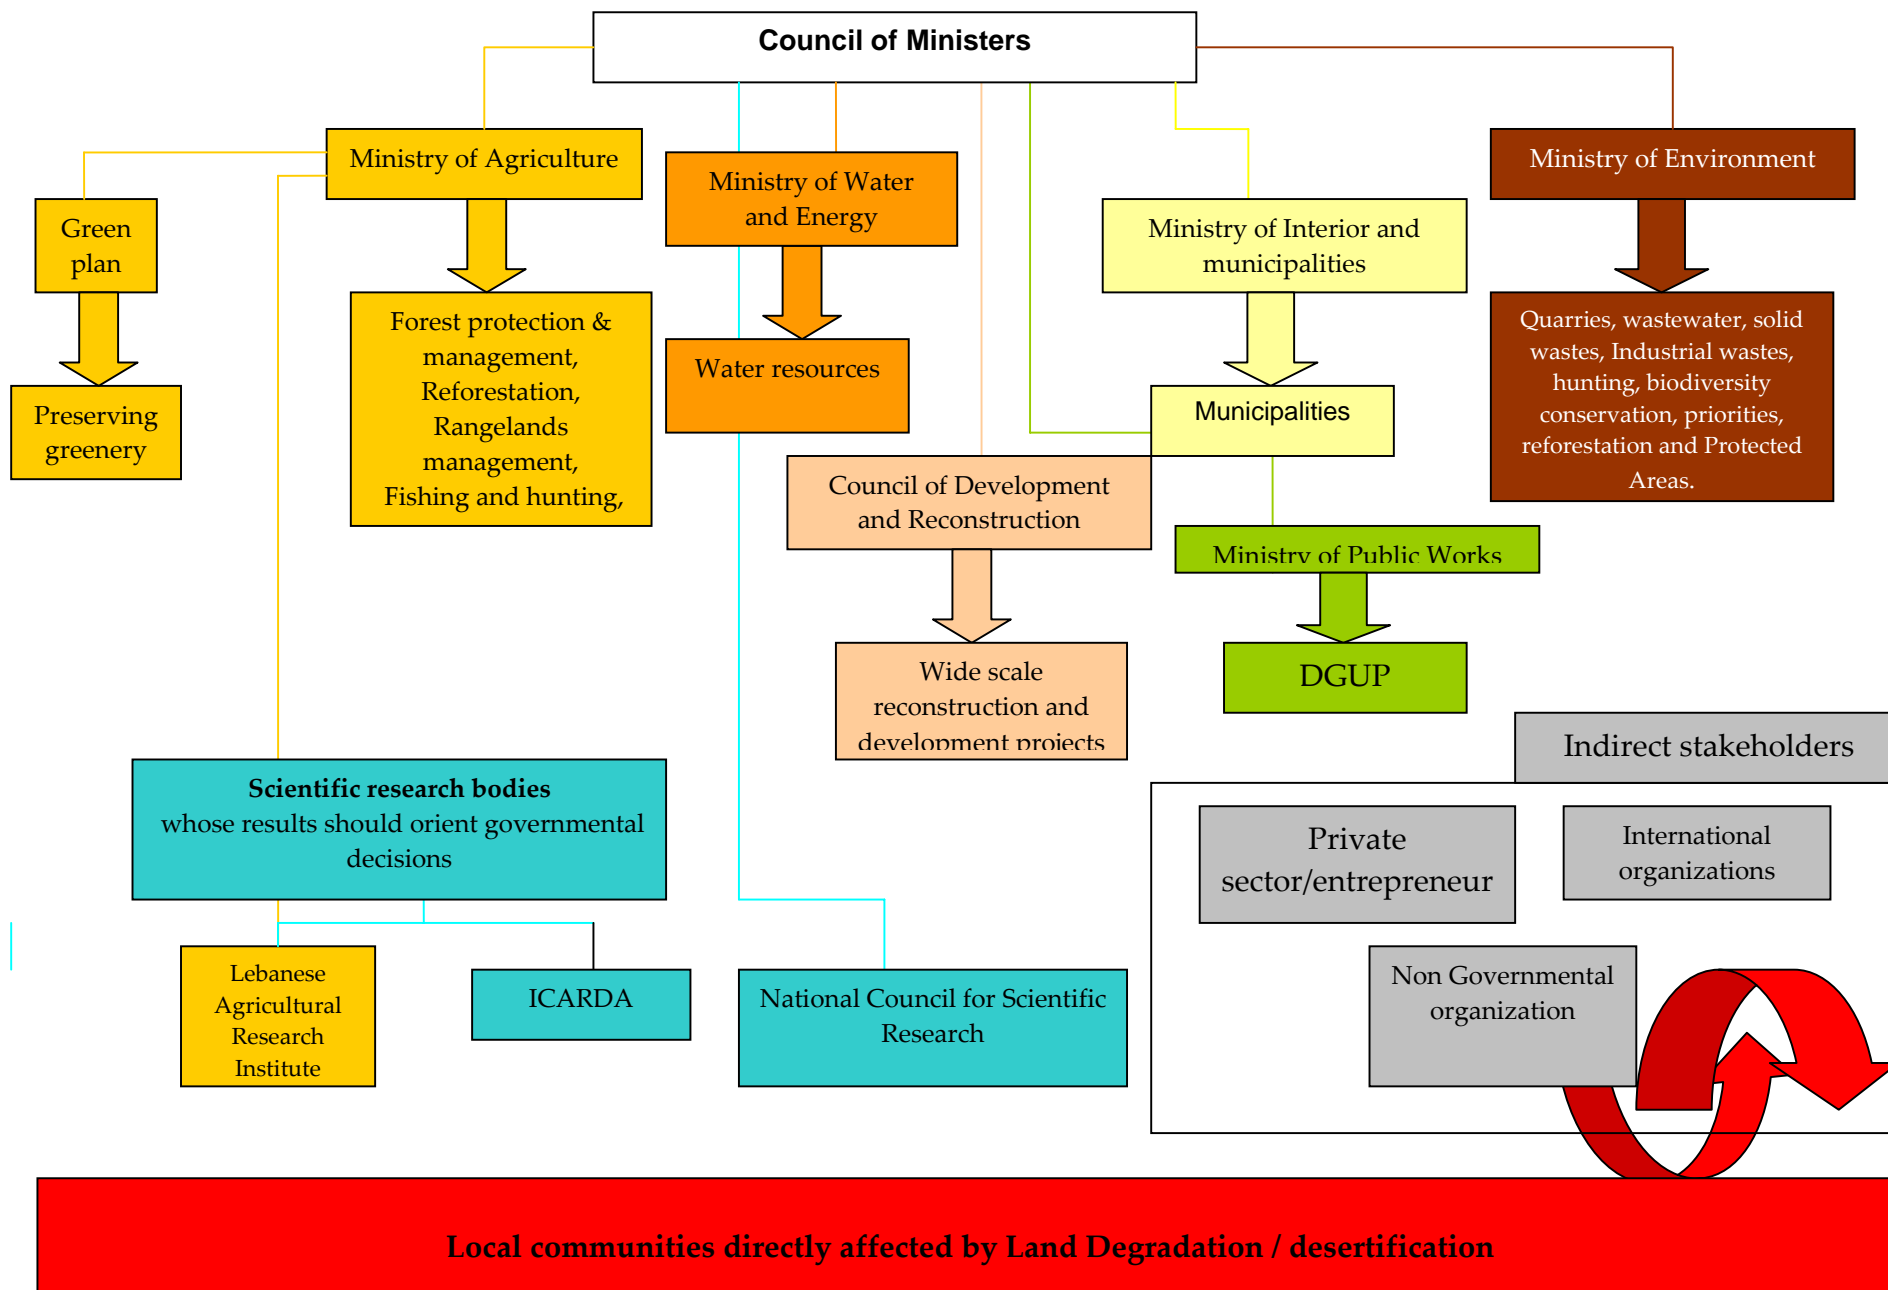 Council of Ministers
Ministry of Agriculture
Ministry of Water
and Energy
Ministry of Interior and
municipalities
Ministry of Environment
Green
plan
Preserving
greenery
Forest protection &
management,
Reforestation,
Rangelands
management,
Fishing and hunting,
Water resources
Municipalities
Quarries, wastewater, solid
wastes, Industrial wastes,
hunting, biodiversity
conservation, priorities,
reforestation and Protected
Areas.
Council of Development
and Reconstruction
Ministry of Public Works
Wide scale
reconstruction and
development projects
DGUP
Scientific research bodies
whose results should orient governmental
decisions
Lebanese
Agricultural
Research
Institute
ICARDA
National Council for Scientific
Research
Indirect stakeholders
Private
sector/entrepreneur
International
organizations
Non Governmental
organization
Local communities directly affected by Land Degradation / desertification